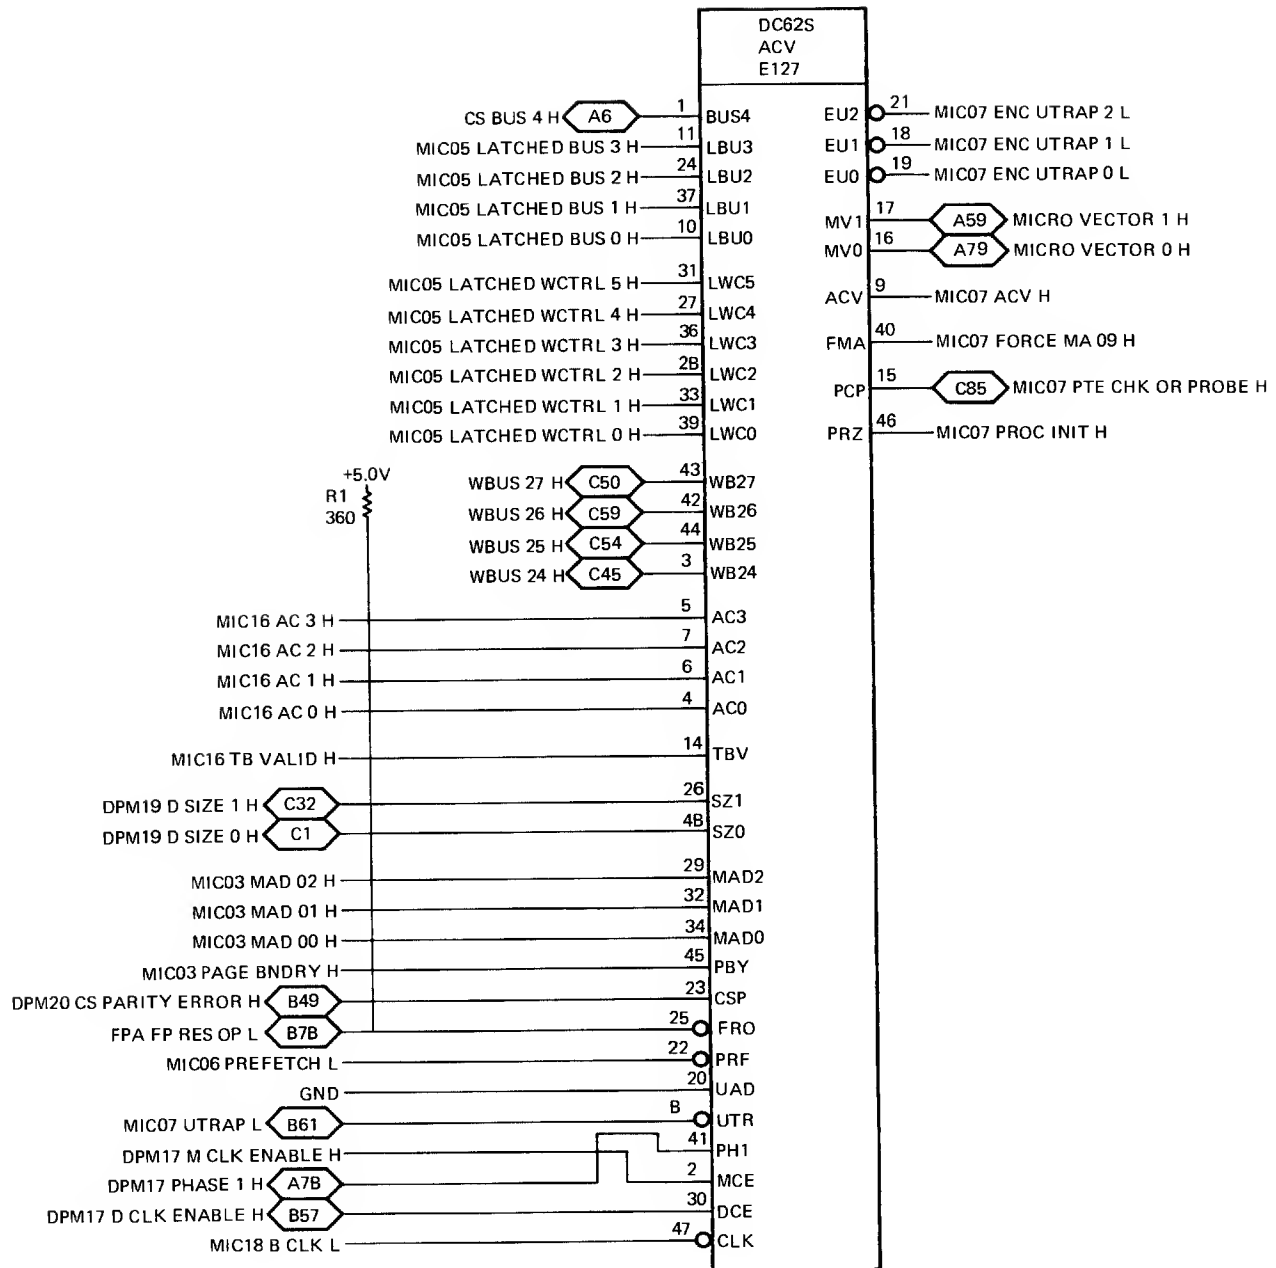 DC62S
ACV
E127
CS BUS 4 H A6 1 BUS4
MIC05 LATCHED BUS 3 H 11 LBU3
MIC05 LATCHED BUS 2 H 24 LBU2
MIC05 LATCHED BUS 1 H 37 LBU1
MIC05 LATCHED BUS 0 H 10 LBU0
MIC05 LATCHED WCTRL 5 H 31 LWC5
MIC05 LATCHED WCTRL 4 H 27 LWC4
MIC05 LATCHED WCTRL 3 H 36 LWC3
MIC05 LATCHED WCTRL 2 H 2B LWC2
MIC05 LATCHED WCTRL 1 H 33 LWC1
MIC05 LATCHED WCTRL 0 H 39 LWC0
+5.0V
R1
360
WBUS 27 H C50 43 WB27
WBUS 26 H C59 42 WB26
WBUS 25 H C54 44 WB25
WBUS 24 H C45 3 WB24
MIC16 AC 3 H 5 AC3
MIC16 AC 2 H 7 AC2
MIC16 AC 1 H 6 AC1
MIC16 AC 0 H 4 AC0
MIC16 TB VALID H 14 TBV
DPM19 D SIZE 1 H C32 26 SZ1
DPM19 D SIZE 0 H C1 4B SZ0
MIC03 MAD 02 H 29 MAD2
MIC03 MAD 01 H 32 MAD1
MIC03 MAD 00 H 34 MAD0
MIC03 PAGE BNDRY H 45 PBY
DPM20 CS PARITY ERROR H B49 23 CSP
FPA FP RES OP L B7B 25 FRO
MIC06 PREFETCH L 22 PRF
GND 20 UAD
MIC07 UTRAP L B61 B UTR
DPM17 M CLK ENABLE H 41 PH1
DPM17 PHASE 1 H A7B 2 MCE
DPM17 D CLK ENABLE H B57 30 DCE
MIC18 B CLK L 47 CLK
EU2 21 MIC07 ENC UTRAP 2 L
EU1 18 MIC07 ENC UTRAP 1 L
EU0 19 MIC07 ENC UTRAP 0 L
MV1 17 A59 MICRO VECTOR 1 H
MV0 16 A79 MICRO VECTOR 0 H
ACV 9 MIC07 ACV H
FMA 40 MIC07 FORCE MA 09 H
PCP 15 C85 MIC07 PTE CHK OR PROBE H
PRZ 46 MIC07 PROC INIT H